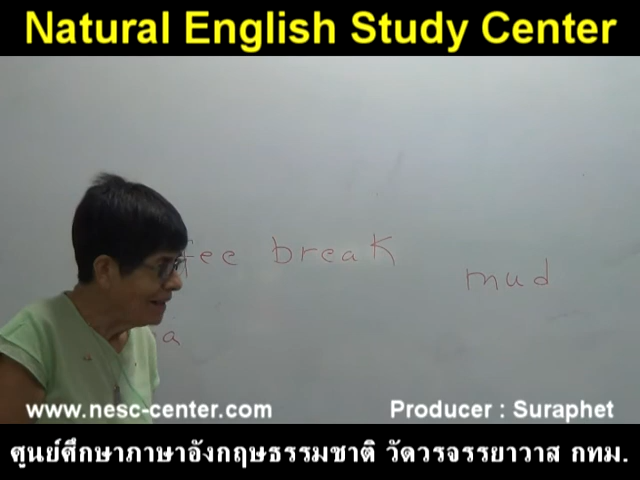 Natural English Study Center
break
mud
www.nesc-center.com
Producer : Suraphet
ศูนย์ศึกษาภาษาอังกฤษธรรมชาติ วัดวรจรรยาวาส กทม.